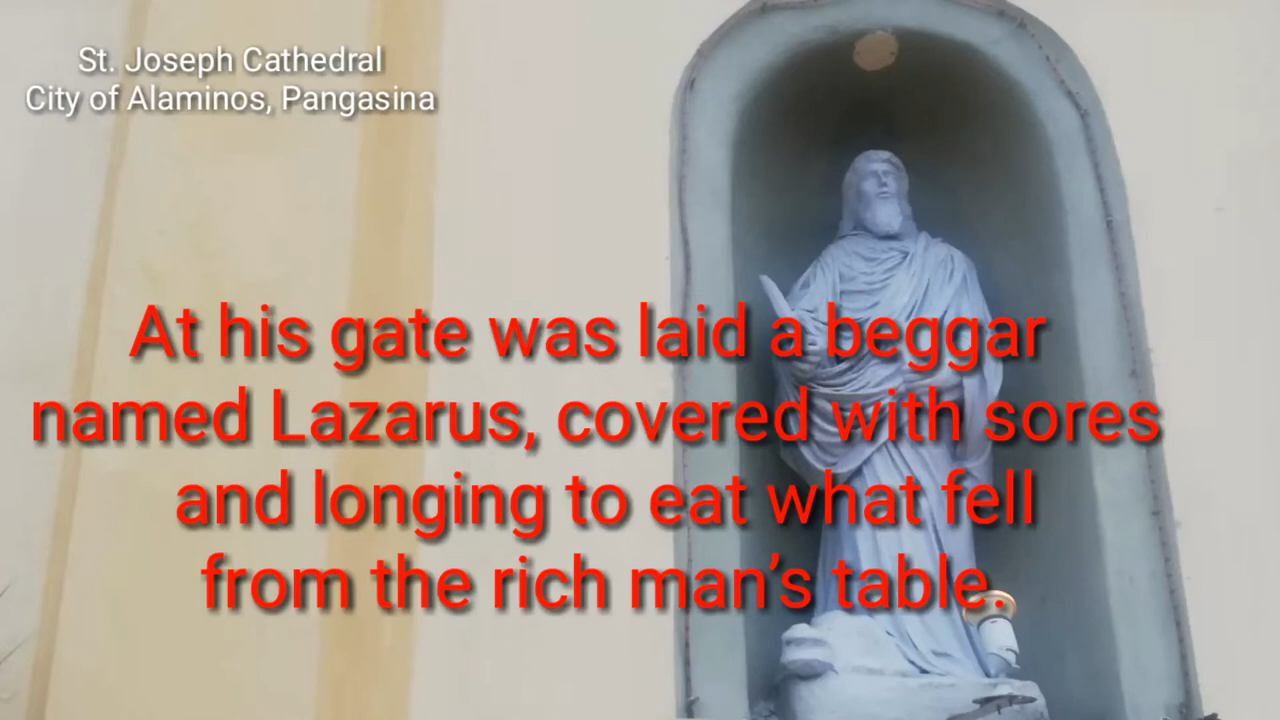 St. Joseph Cathedral
City of Alaminos, Pangasina
At his gate was laid a beggar
named Lazarus, covered with sores
and longing to eat what fell
from the rich man’s table.